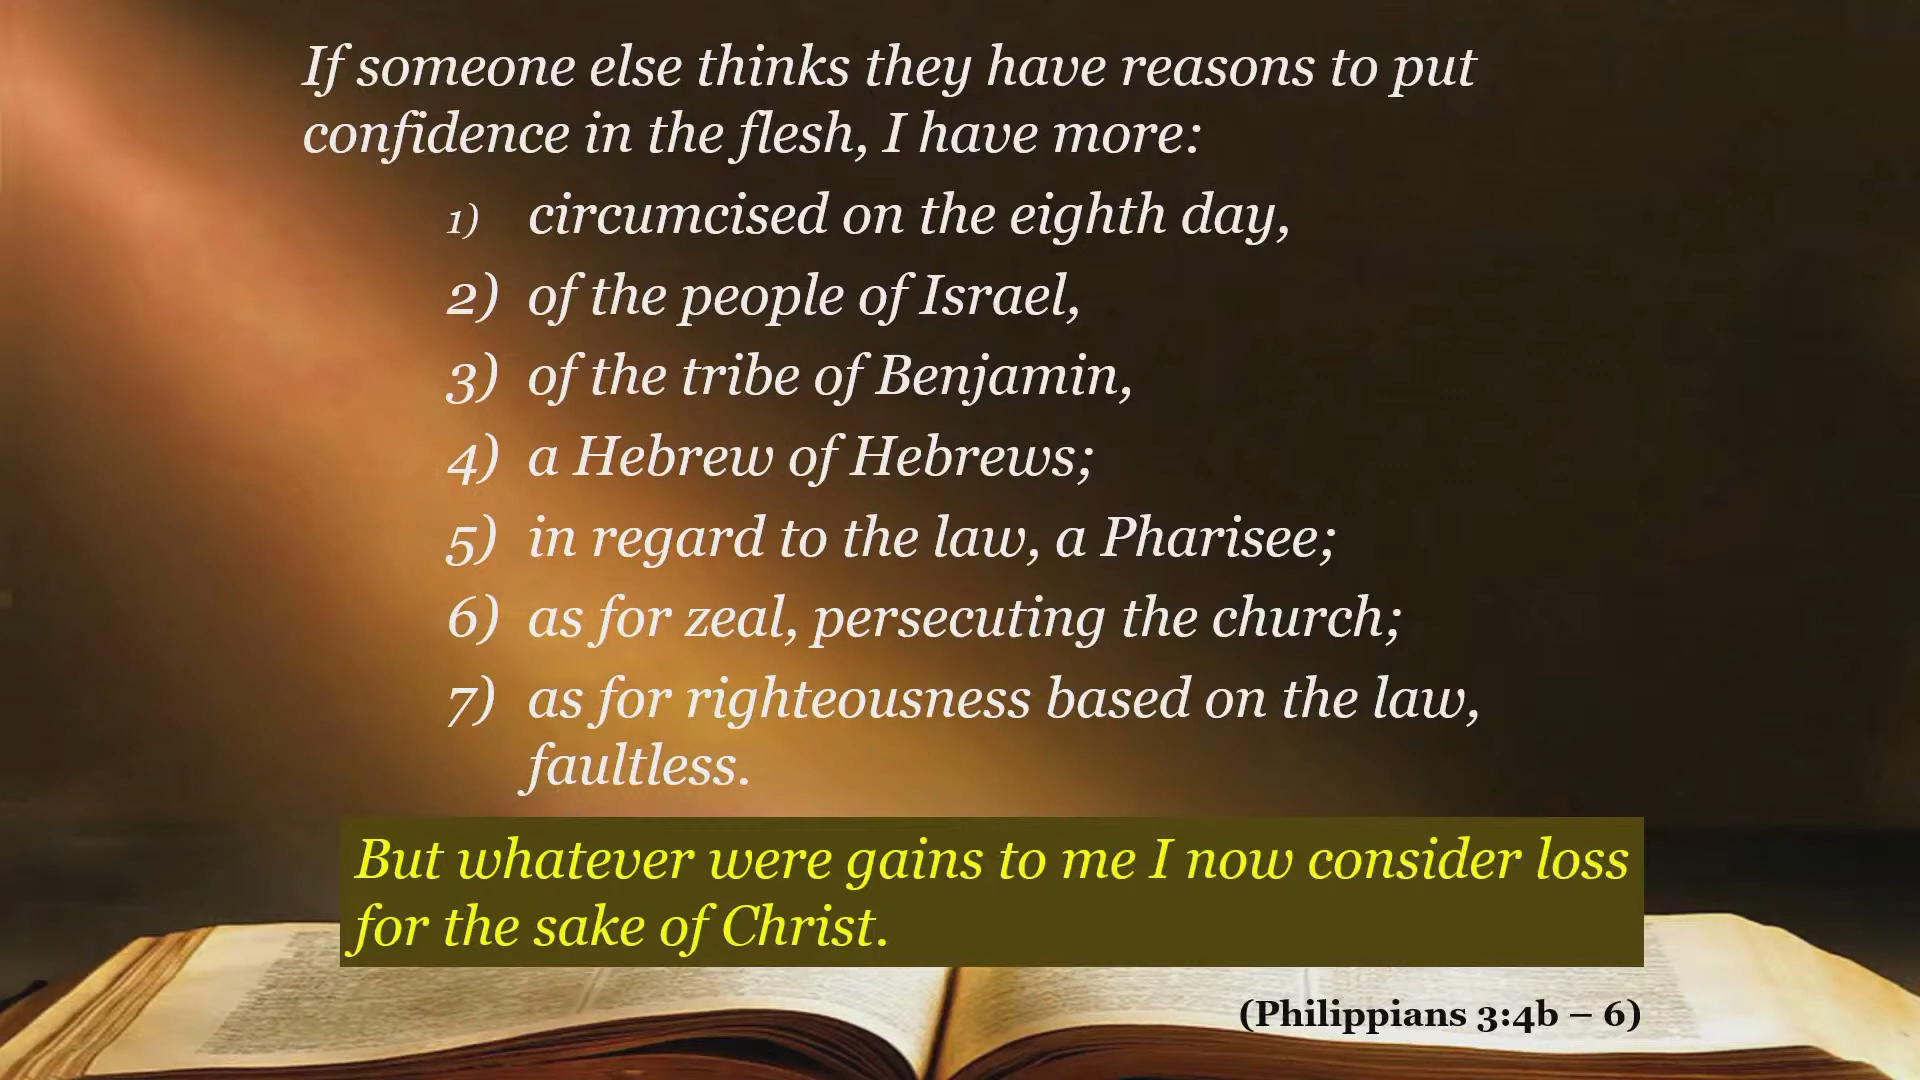 If someone else thinks they have reasons to put
confidence in the flesh, I have more:
1) circumcised on the eighth day,
2) of the people of Israel,
3) of the tribe of Benjamin,
4) a Hebrew of Hebrews;
5) in regard to the law, a Pharisee;
6) as for zeal, persecuting the church;
7) as for righteousness based on the law,
faultless.
But whatever were gains to me I now consider loss
for the sake of Christ.
(Philippians 3:4b – 6)